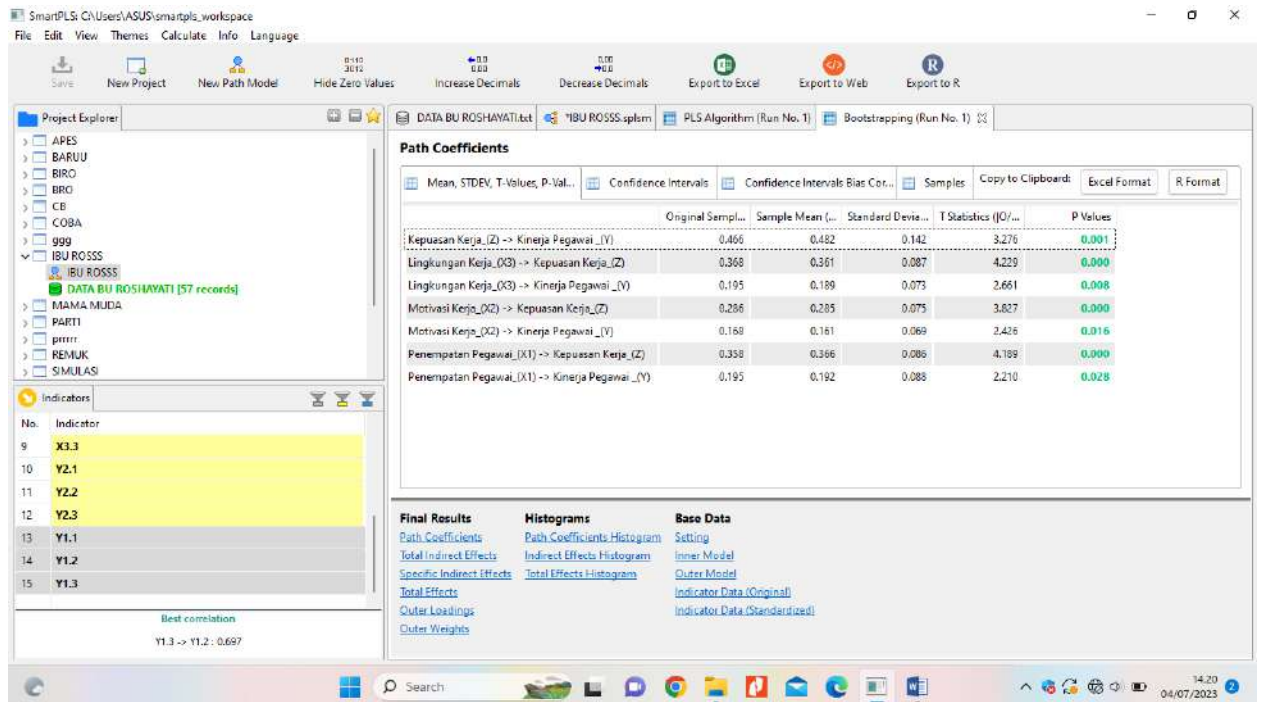 SmartPLS: C:\Users\ASUS\smartpls_workspace
File Edit View Themes Calculate Info Language
Save New Project New Path Model Hide Zero Values Increase Decimals Decrease Decimals Export to Excel Export to Web Export to R
Project Explorer
APES
BARUU
BIRO
BRO
CB
COBA
ggg
IBU ROSSS
IBU ROSSS
DATA BU ROSHAYATI [57 records]
MAMA MUDA
PARTI
prrrr
REMUK
SIMULASI
Indicators
No. Indicator
9 X3.3
10 Y2.1
11 Y2.2
12 Y2.3
13 Y1.1
14 Y1.2
15 Y1.3
Best correlation
Y1.3 -> Y1.2 : 0.697
DATA BU ROSHAYATI.txt *IBU ROSSS.splsm PLS Algorithm (Run No. 1) Bootstrapping (Run No. 1)
Path Coefficients
Mean, STDEV, T-Values, P-Val... Confidence Intervals Confidence Intervals Bias Cor... Samples Copy to Clipboard: Excel Format R Format
Original Sampl... Sample Mean (... Standard Devia... T Statistics (|O/... P Values
Kepuasan Kerja_(Z) -> Kinerja Pegawai _(Y) 0.466 0.482 0.142 3.276 0.001
Lingkungan Kerja_(X3) -> Kepuasan Kerja_(Z) 0.368 0.361 0.087 4.229 0.000
Lingkungan Kerja_(X3) -> Kinerja Pegawai _(Y) 0.195 0.189 0.073 2.661 0.008
Motivasi Kerja_(X2) -> Kepuasan Kerja_(Z) 0.286 0.285 0.075 3.827 0.000
Motivasi Kerja_(X2) -> Kinerja Pegawai _(Y) 0.168 0.161 0.069 2.426 0.016
Penempatan Pegawai_(X1) -> Kepuasan Kerja_(Z) 0.358 0.366 0.086 4.189 0.000
Penempatan Pegawai_(X1) -> Kinerja Pegawai _(Y) 0.195 0.192 0.088 2.210 0.028
Final Results Histograms Base Data
Path Coefficients Path Coefficients Histogram Setting
Total Indirect Effects Indirect Effects Histogram Inner Model
Specific Indirect Effects Total Effects Histogram Outer Model
Total Effects Indicator Data (Original)
Outer Loadings Indicator Data (Standardized)
Outer Weights
Search
14.20
04/07/2023
2